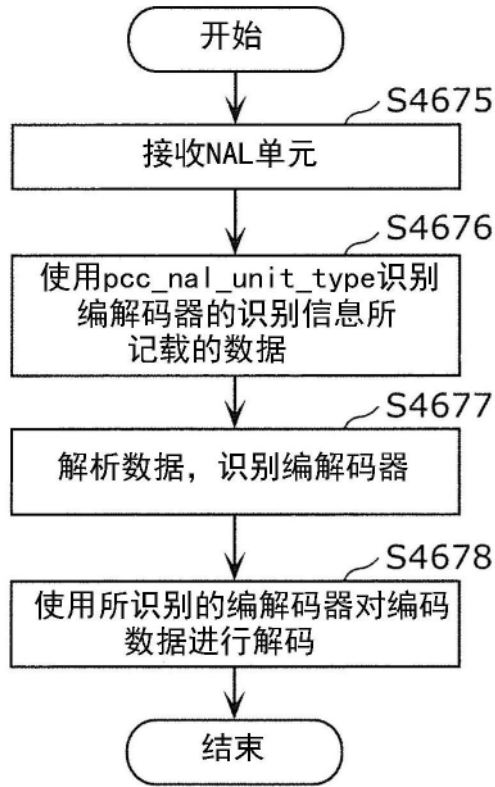 开始
S4675
接收NAL单元
S4676
使用pcc_nal_unit_type识别
编解码器的识别信息所
记载的数据
S4677
解析数据，识别编解码器
S4678
使用所识别的编解码器对编码
数据进行解码
结束